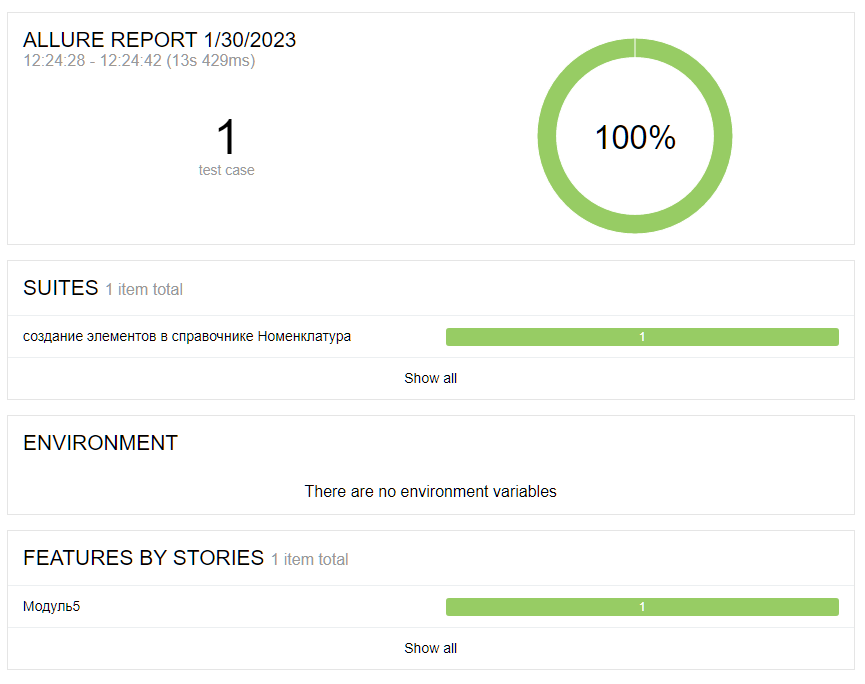 ALLURE REPORT 1/30/2023
12:24:28 - 12:24:42 (13s 429ms)
1
test case
100%
SUITES 1 item total
создание элементов в справочнике Номенклатура 1
Show all
ENVIRONMENT
There are no environment variables
FEATURES BY STORIES 1 item total
Модуль5 1
Show all